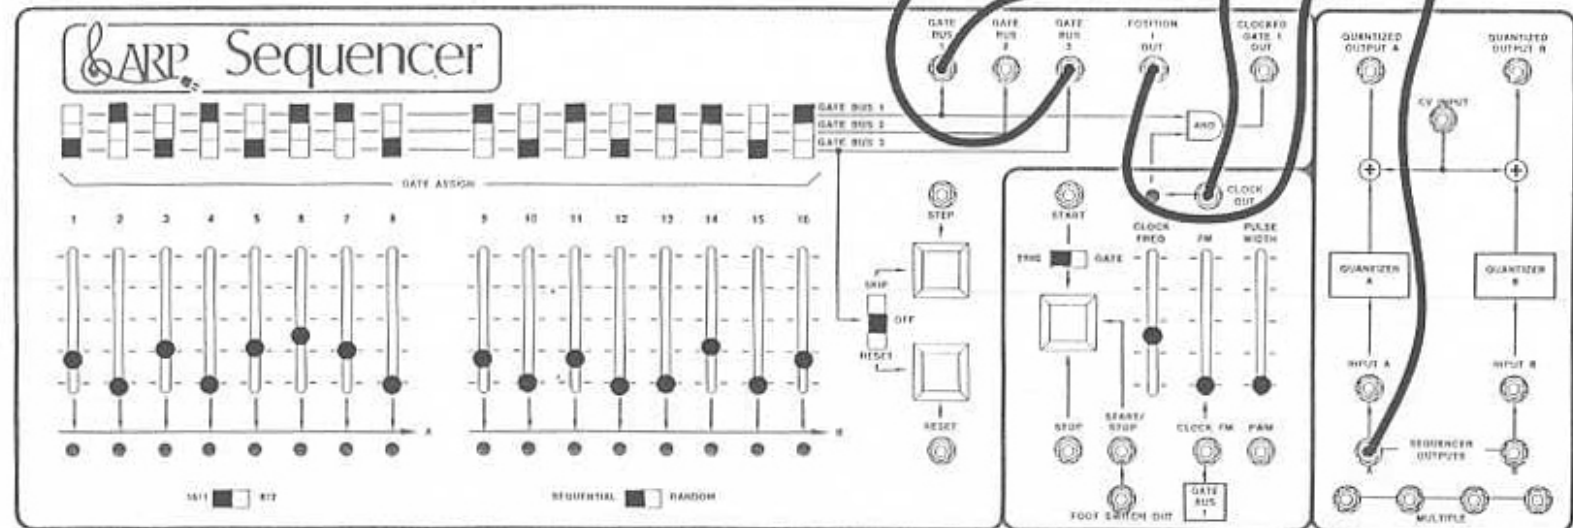 ARP Sequencer
GATE BUS 1
GATE BUS 2
GATE BUS 3
POSITION 1 OUT
CLOCKED GATE 1 OUT
GATE BUS 1
GATE BUS 2
GATE BUS 3
AND
GATE ASSIGN
1 2 3 4 5 6 7 8
9 10 11 12 13 14 15 16
STEP
SKIP
OFF
RESET
RESET
A
B
16/1 8/2
SEQUENTIAL RANDOM
START
CLOCK OUT
TRIG GATE
CLOCK FREQ
FM
PULSE WIDTH
STOP
START/STOP
CLOCK FM
PWM
FOOT SWITCH OUT
GATE BUS 1
QUANTIZED OUTPUT A
QUANTIZED OUTPUT B
CV INPUT
QUANTIZER A
QUANTIZER B
INPUT A
INPUT B
SEQUENCER OUTPUTS
A
B
MULTIPLE